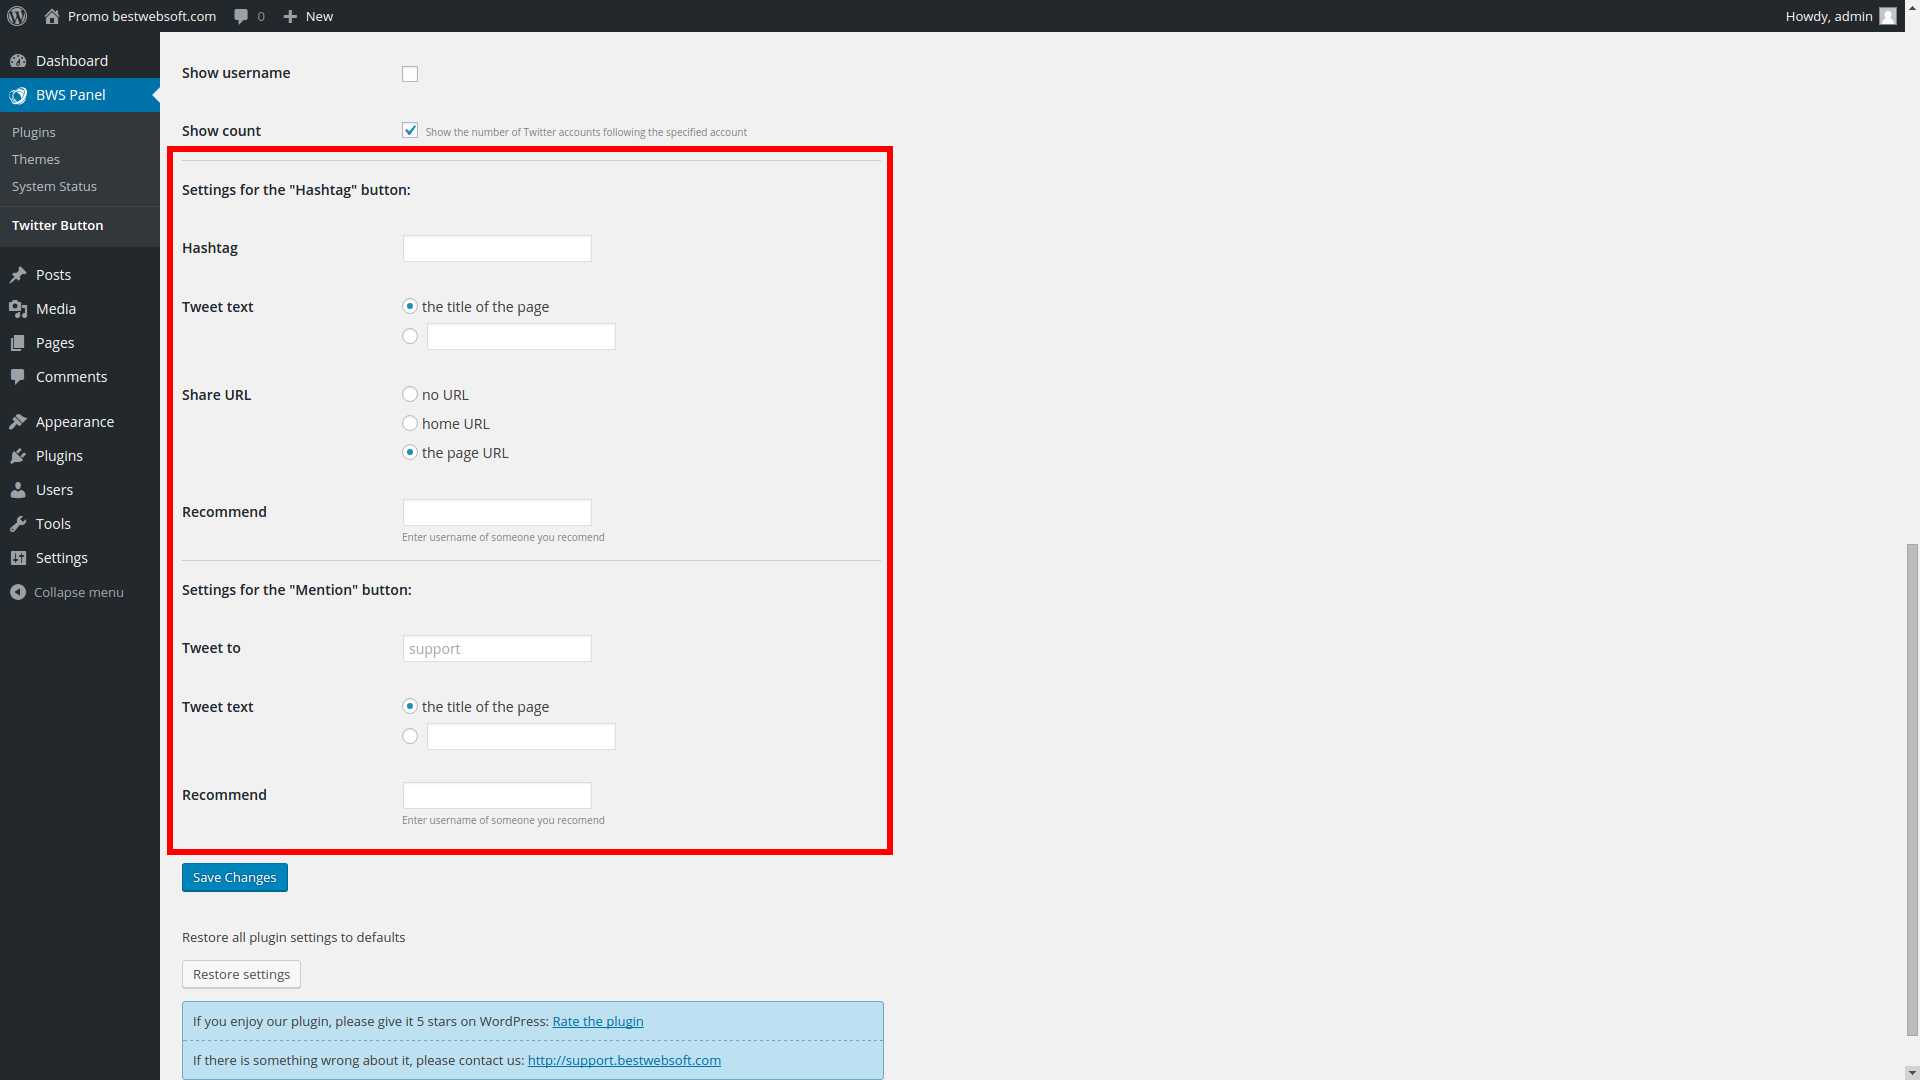 Promo bestwebsoft.com 0 New Howdy, admin
Dashboard
BWS Panel
Plugins
Themes
System Status
Twitter Button
Posts
Media
Pages
Comments
Appearance
Plugins
Users
Tools
Settings
Collapse menu
Show username
Show count Show the number of Twitter accounts following the specified account
Settings for the "Hashtag" button:
Hashtag
Tweet text the title of the page
Share URL no URL
home URL
the page URL
Recommend
Enter username of someone you recomend
Settings for the "Mention" button:
Tweet to support
Tweet text the title of the page
Recommend
Enter username of someone you recomend
Save Changes
Restore all plugin settings to defaults
Restore settings
If you enjoy our plugin, please give it 5 stars on WordPress: Rate the plugin
If there is something wrong about it, please contact us: http://support.bestwebsoft.com